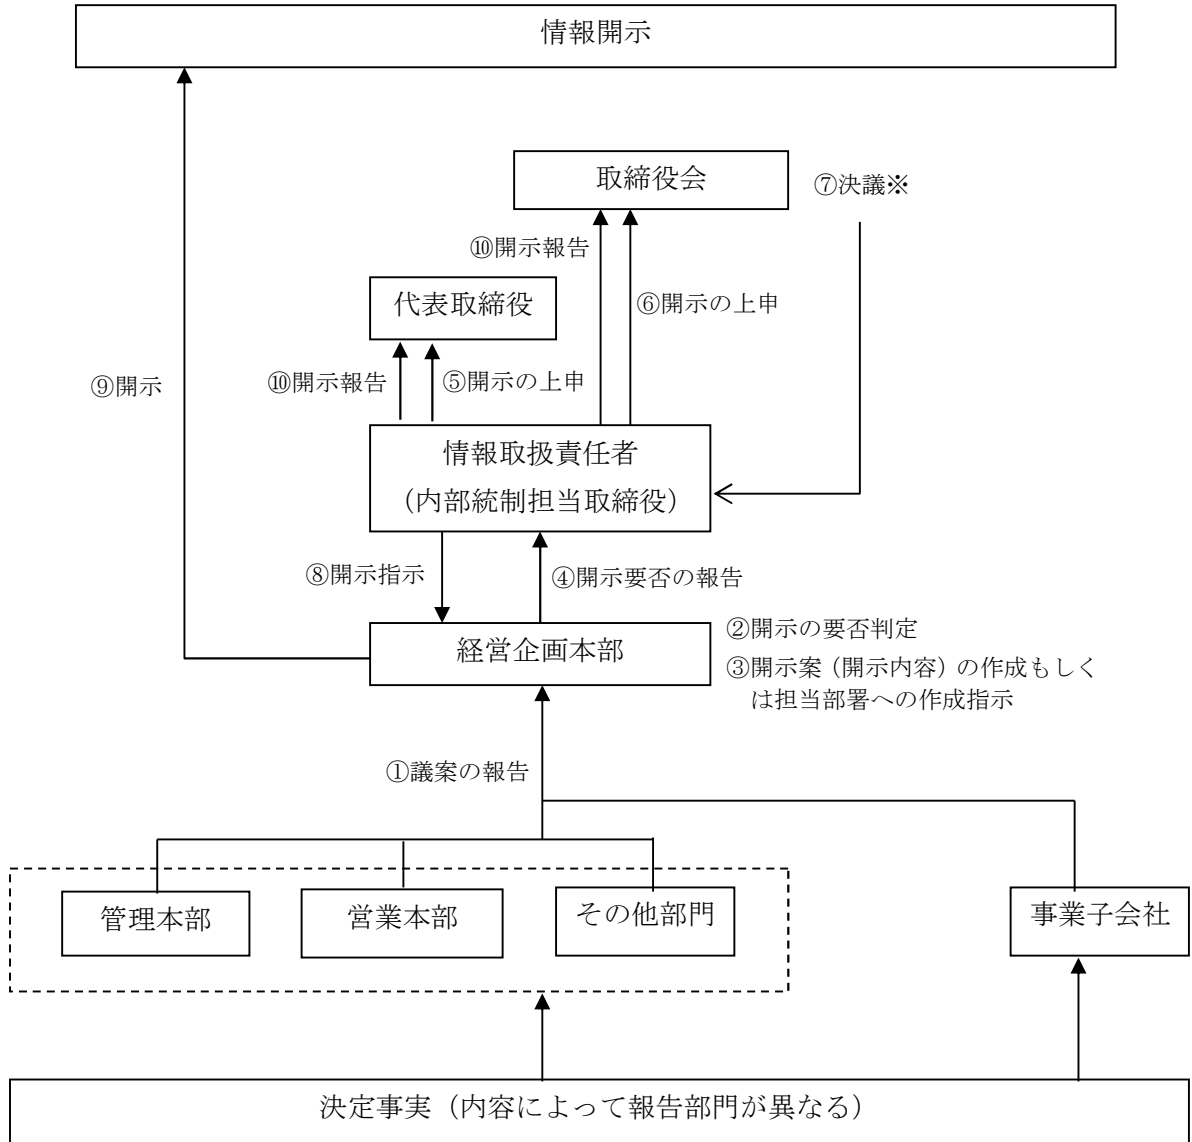 情報開示
取締役会
⑦決議※
⑩開示報告
代表取締役
⑥開示の上申
⑨開示
⑩開示報告
⑤開示の上申
情報取扱責任者
（内部統制担当取締役）
⑧開示指示
④開示要否の報告
経営企画本部
②開示の要否判定
③開示案（開示内容）の作成もしく
は担当部署への作成指示
①議案の報告
管理本部
営業本部
その他部門
事業子会社
決定事実（内容によって報告部門が異なる）